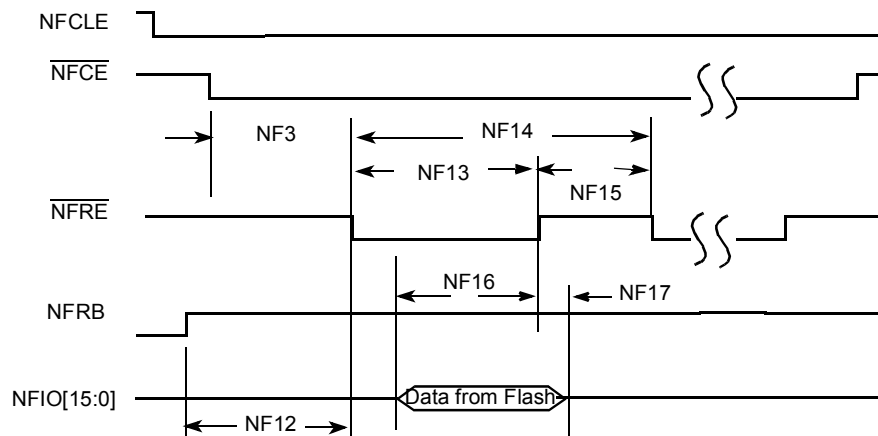 NFCLE
NFCE
NF3
NF14
NF13
NF15
NFRE
NF16
NF17
NFRB
NFIO[15:0]
Data from Flash
NF12